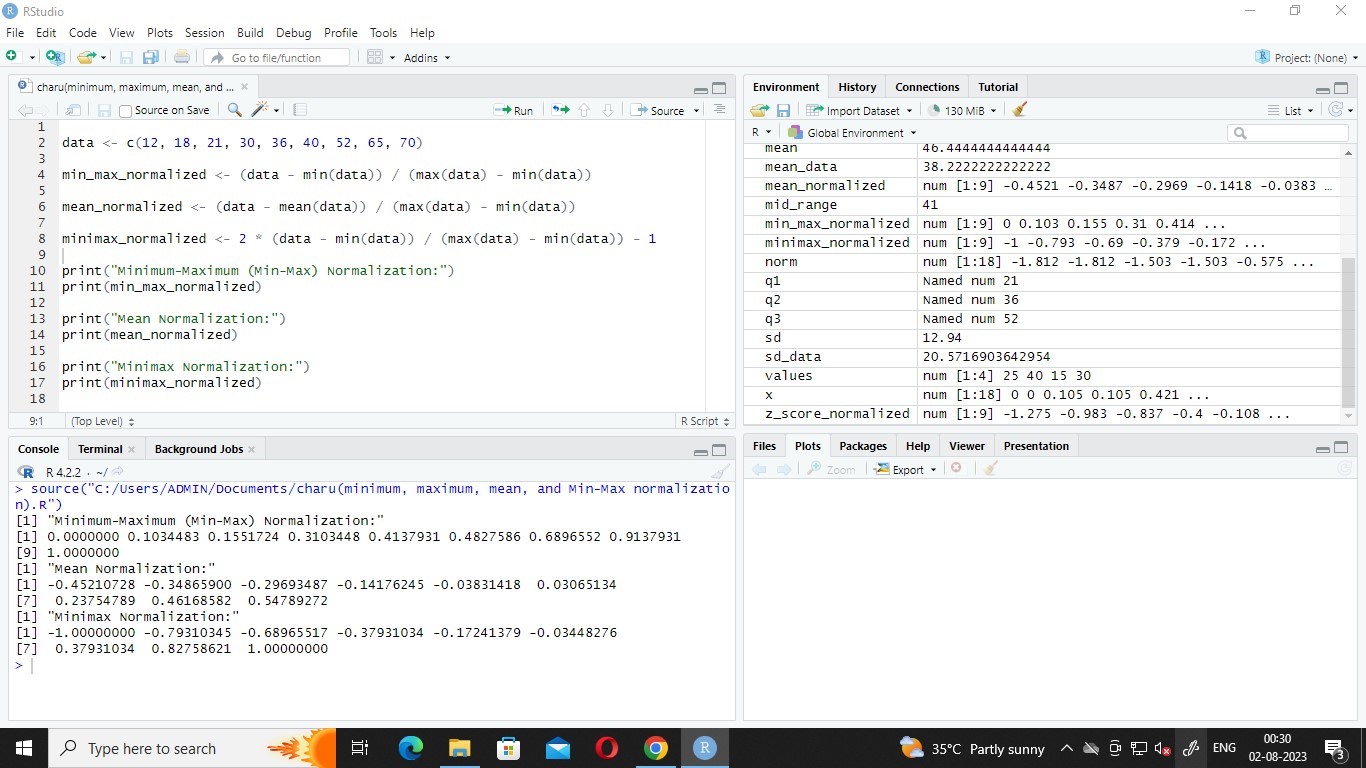 RStudio
File Edit Code View Plots Session Build Debug Profile Tools Help
Go to file/function Addins Project: (None)
charu(minimum, maximum, mean, and ...
Source on Save Run Source
1
2 data <- c(12, 18, 21, 30, 36, 40, 52, 65, 70)
3
4 min_max_normalized <- (data - min(data)) / (max(data) - min(data))
5
6 mean_normalized <- (data - mean(data)) / (max(data) - min(data))
7
8 minimax_normalized <- 2 * (data - min(data)) / (max(data) - min(data)) - 1
9
10 print("Minimum-Maximum (Min-Max) Normalization:")
11 print(min_max_normalized)
12
13 print("Mean Normalization:")
14 print(mean_normalized)
15
16 print("Minimax Normalization:")
17 print(minimax_normalized)
18
9:1 (Top Level) R Script
Console Terminal Background Jobs
R 4.2.2 · ~/
> source("C:/Users/ADMIN/Documents/charu(minimum, maximum, mean, and Min-Max normalizatio
n).R")
[1] "Minimum-Maximum (Min-Max) Normalization:"
[1] 0.0000000 0.1034483 0.1551724 0.3103448 0.4137931 0.4827586 0.6896552 0.9137931
[9] 1.0000000
[1] "Mean Normalization:"
[1] -0.45210728 -0.34865900 -0.29693487 -0.14176245 -0.03831418 0.03065134
[7] 0.23754789 0.46168582 0.54789272
[1] "Minimax Normalization:"
[1] -1.00000000 -0.79310345 -0.68965517 -0.37931034 -0.17241379 -0.03448276
[7] 0.37931034 0.82758621 1.00000000
>
Environment History Connections Tutorial
Import Dataset 130 MiB List
R Global Environment
mean 46.4444444444444
mean_data 38.2222222222222
mean_normalized num [1:9] -0.4521 -0.3487 -0.2969 -0.1418 -0.0383 …
mid_range 41
min_max_normalized num [1:9] 0 0.103 0.155 0.31 0.414 ...
minimax_normalized num [1:9] -1 -0.793 -0.69 -0.379 -0.172 ...
norm num [1:18] -1.812 -1.812 -1.503 -1.503 -0.575 ...
q1 Named num 21
q2 Named num 36
q3 Named num 52
sd 12.94
sd_data 20.5716903642954
values num [1:4] 25 40 15 30
x num [1:18] 0 0 0.105 0.105 0.421 ...
z_score_normalized num [1:9] -1.275 -0.983 -0.837 -0.4 -0.108 ...
Files Plots Packages Help Viewer Presentation
Zoom Export
Type here to search
35°C Partly sunny ENG 00:30
02-08-2023
3